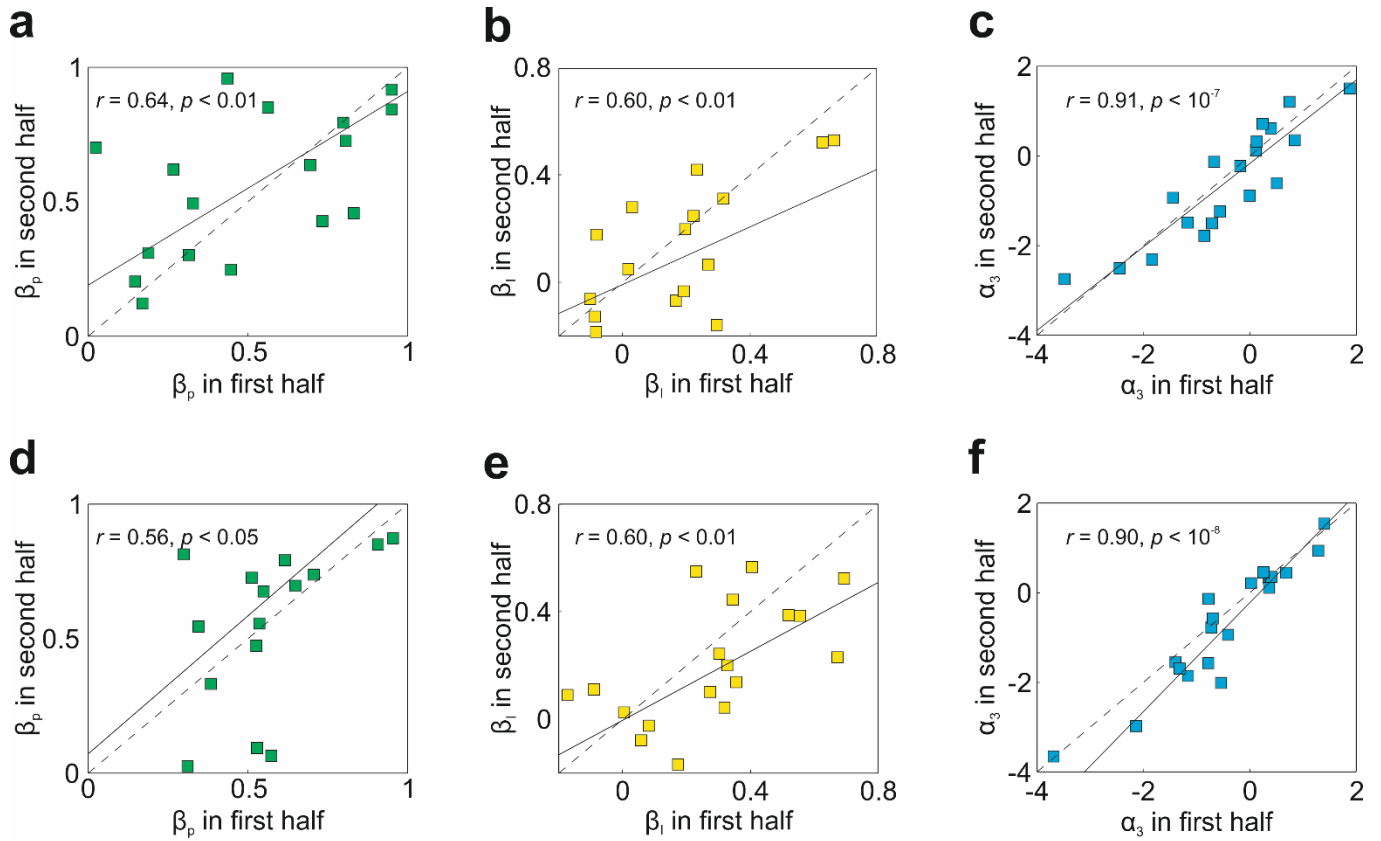 a
1
0.5
0
0
0.5
1
r = 0.64, p < 0.01
βp in second half
βp in first half
b
0.8
0.4
0
0
0.4
0.8
r = 0.60, p < 0.01
βl in second half
βl in first half
c
2
0
-2
-4
-4
-2
0
2
r = 0.91, p < 10-7
α3 in second half
α3 in first half
d
1
0.5
0
0
0.5
1
r = 0.56, p < 0.05
βp in second half
βp in first half
e
0.8
0.4
0
0
0.4
0.8
r = 0.60, p < 0.01
βl in second half
βl in first half
f
2
0
-2
-4
-4
-2
0
2
r = 0.90, p < 10-8
α3 in second half
α3 in first half